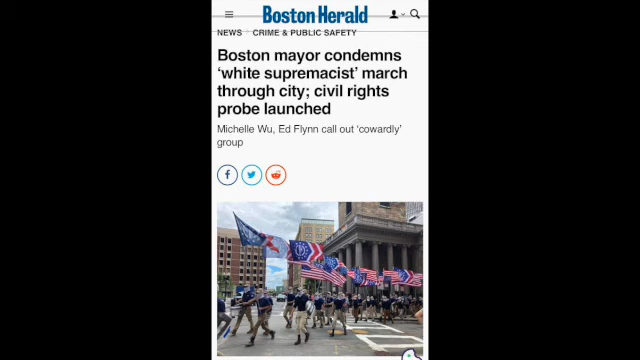 Boston Herald
NEWS CRIME & PUBLIC SAFETY
Boston mayor condemns
‘white supremacist’ march
through city; civil rights
probe launched
Michelle Wu, Ed Flynn call out ‘cowardly’
group